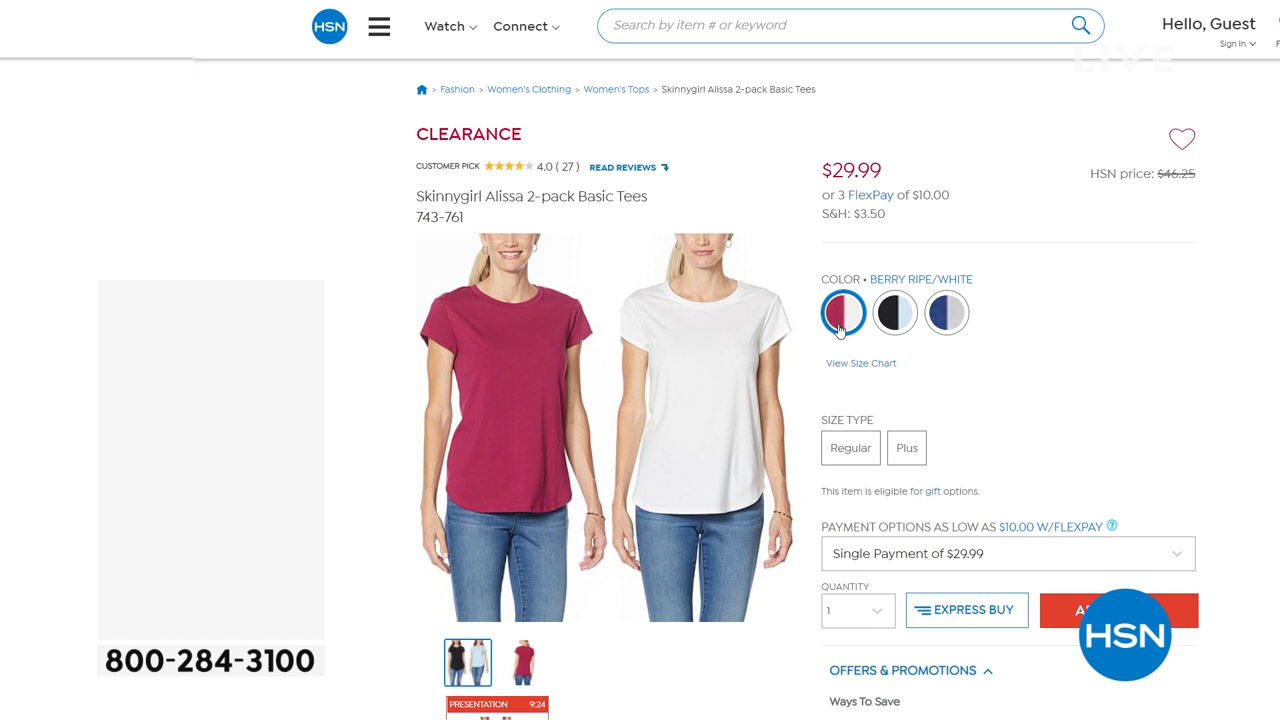 HSN
Watch
Connect
Search by item # or keyword
Hello, Guest
Sign In
LIVE
> Fashion > Women's Clothing > Women's Tops > Skinnygirl Alissa 2-pack Basic Tees
CLEARANCE
CUSTOMER PICK 4.0 ( 27 ) READ REVIEWS
Skinnygirl Alissa 2-pack Basic Tees
743-761
$29.99
HSN price: $46.25
or 3 FlexPay of $10.00
S&H: $3.50
COLOR • BERRY RIPE/WHITE
View Size Chart
SIZE TYPE
Regular
Plus
This item is eligible for gift options.
PAYMENT OPTIONS AS LOW AS $10.00 W/FLEXPAY ?
Single Payment of $29.99
QUANTITY
1
EXPRESS BUY
HSN
800-284-3100
OFFERS & PROMOTIONS
Ways To Save
PRESENTATION 9:24